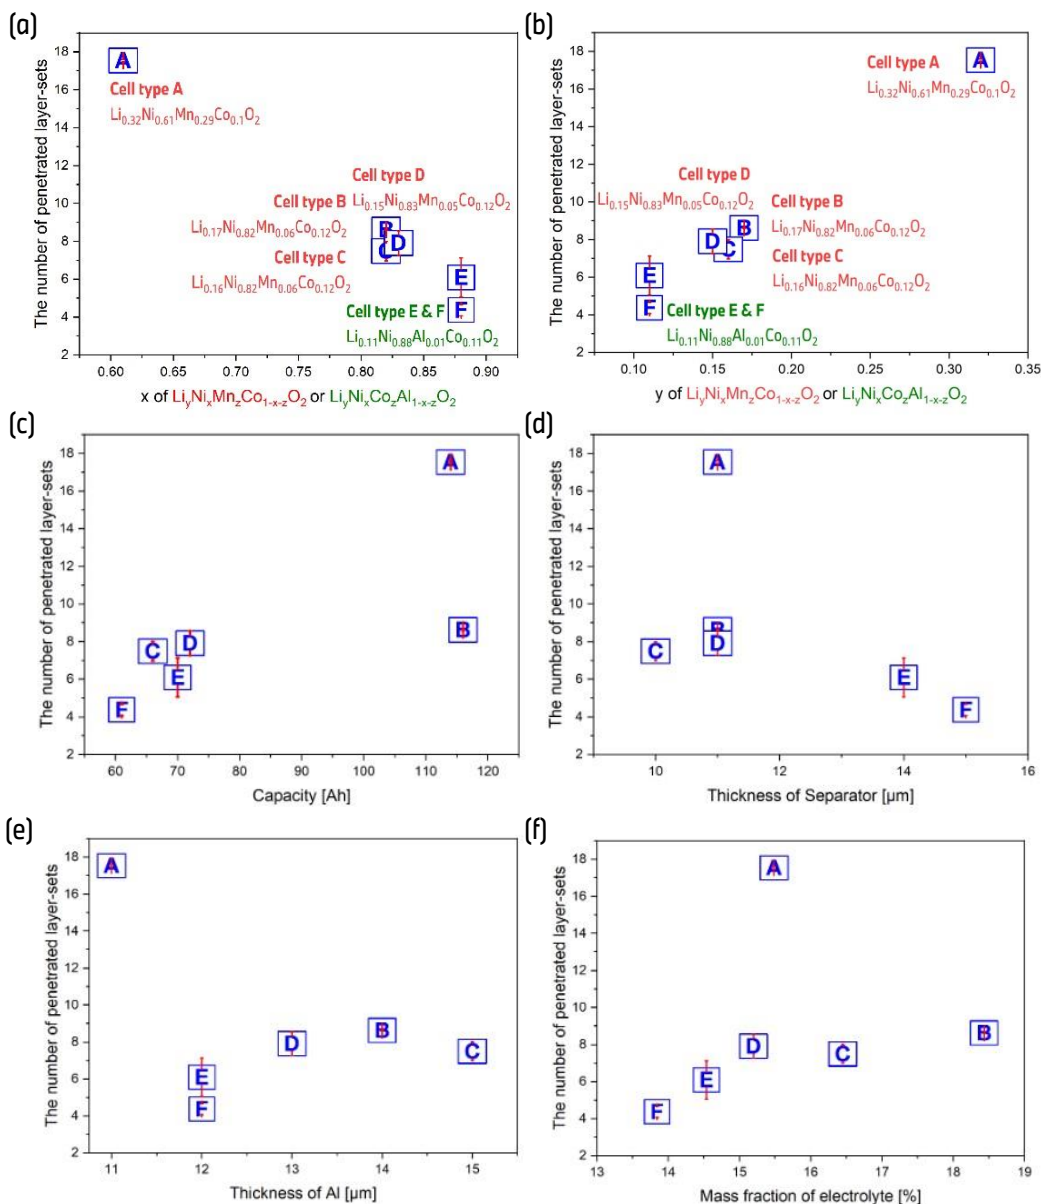 (a)
The number of penetrated layer-sets
18
16
14
12
10
8
6
4
2
A
Cell type A
Li0.32Ni0.61Mn0.29Co0.1O2
Cell type D
Cell type B Li0.15Ni0.83Mn0.05Co0.12O2
Li0.17Ni0.82Mn0.06Co0.12O2 B
C D
Cell type C
Li0.16Ni0.82Mn0.06Co0.12O2
E
F
Cell type E & F
Li0.11Ni0.88Al0.01Co0.11O2
0.60 0.65 0.70 0.75 0.80 0.85 0.90
x of LiyNixMnzCo1-x-zO2 or LiyNixCozAl1-x-zO2
(b)
The number of penetrated layer-sets
18
16
14
12
10
8
6
4
2
Cell type A A
Li0.32Ni0.61Mn0.29Co0.1O2
Cell type D
Li0.15Ni0.83Mn0.05Co0.12O2
Cell type B
B
Li0.17Ni0.82Mn0.06Co0.12O2
D C
Cell type C
Li0.16Ni0.82Mn0.06Co0.12O2
E
F
Cell type E & F
Li0.11Ni0.88Al0.01Co0.11O2
0.10 0.15 0.20 0.25 0.30 0.35
y of LiyNixMnzCo1-x-zO2 or LiyNixCozAl1-x-zO2
(c)
The number of penetrated layer-sets
18
16
14
12
10
8
6
4
2
A
B
D
C
E
F
60 70 80 90 100 110 120
Capacity [Ah]
(d)
The number of penetrated layer-sets
18
16
14
12
10
8
6
4
2
A
B
D
C
E
F
10 12 14 16
Thickness of Separator [µm]
(e)
The number of penetrated layer-sets
18
16
14
12
10
8
6
4
2
A
B
D
C
E
F
11 12 13 14 15
Thickness of Al [µm]
(f)
The number of penetrated layer-sets
18
16
14
12
10
8
6
4
2
A
B
D
C
E
F
13 14 15 16 17 18 19
Mass fraction of electrolyte [%]